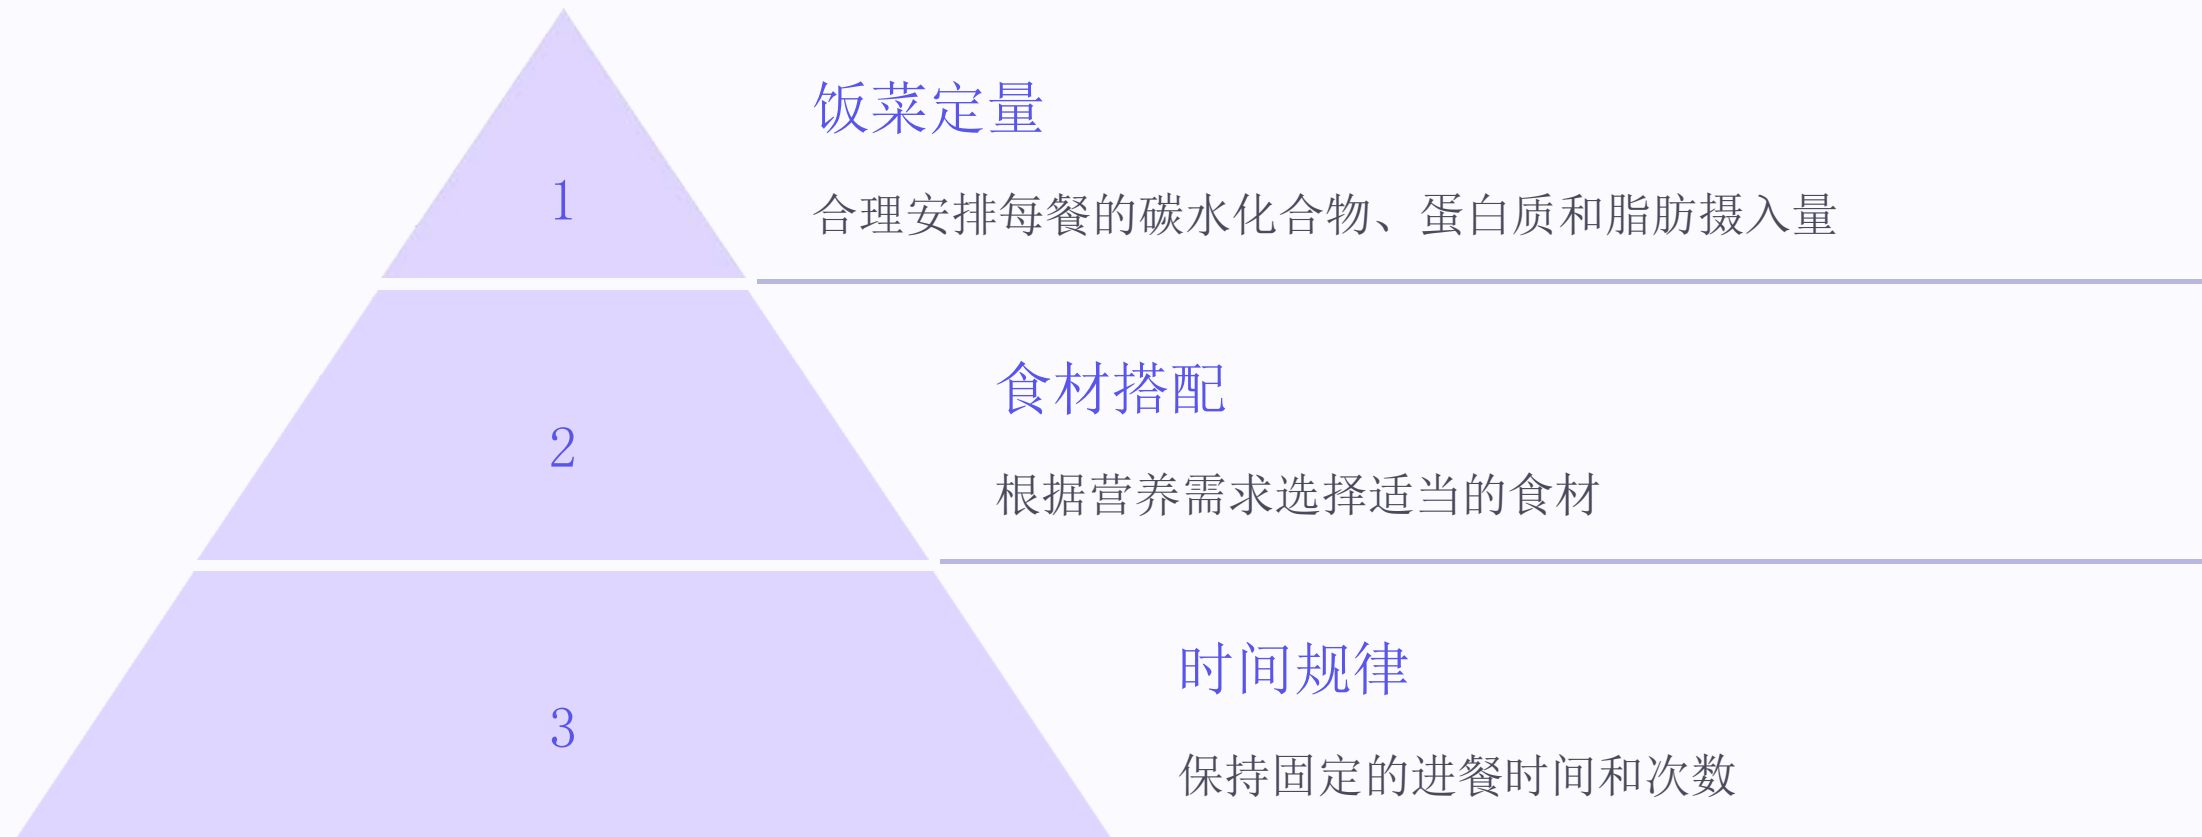 1
饭菜定量
合理安排每餐的碳水化合物、蛋白质和脂肪摄入量
2
食材搭配
根据营养需求选择适当的食材
3
时间规律
保持固定的进餐时间和次数